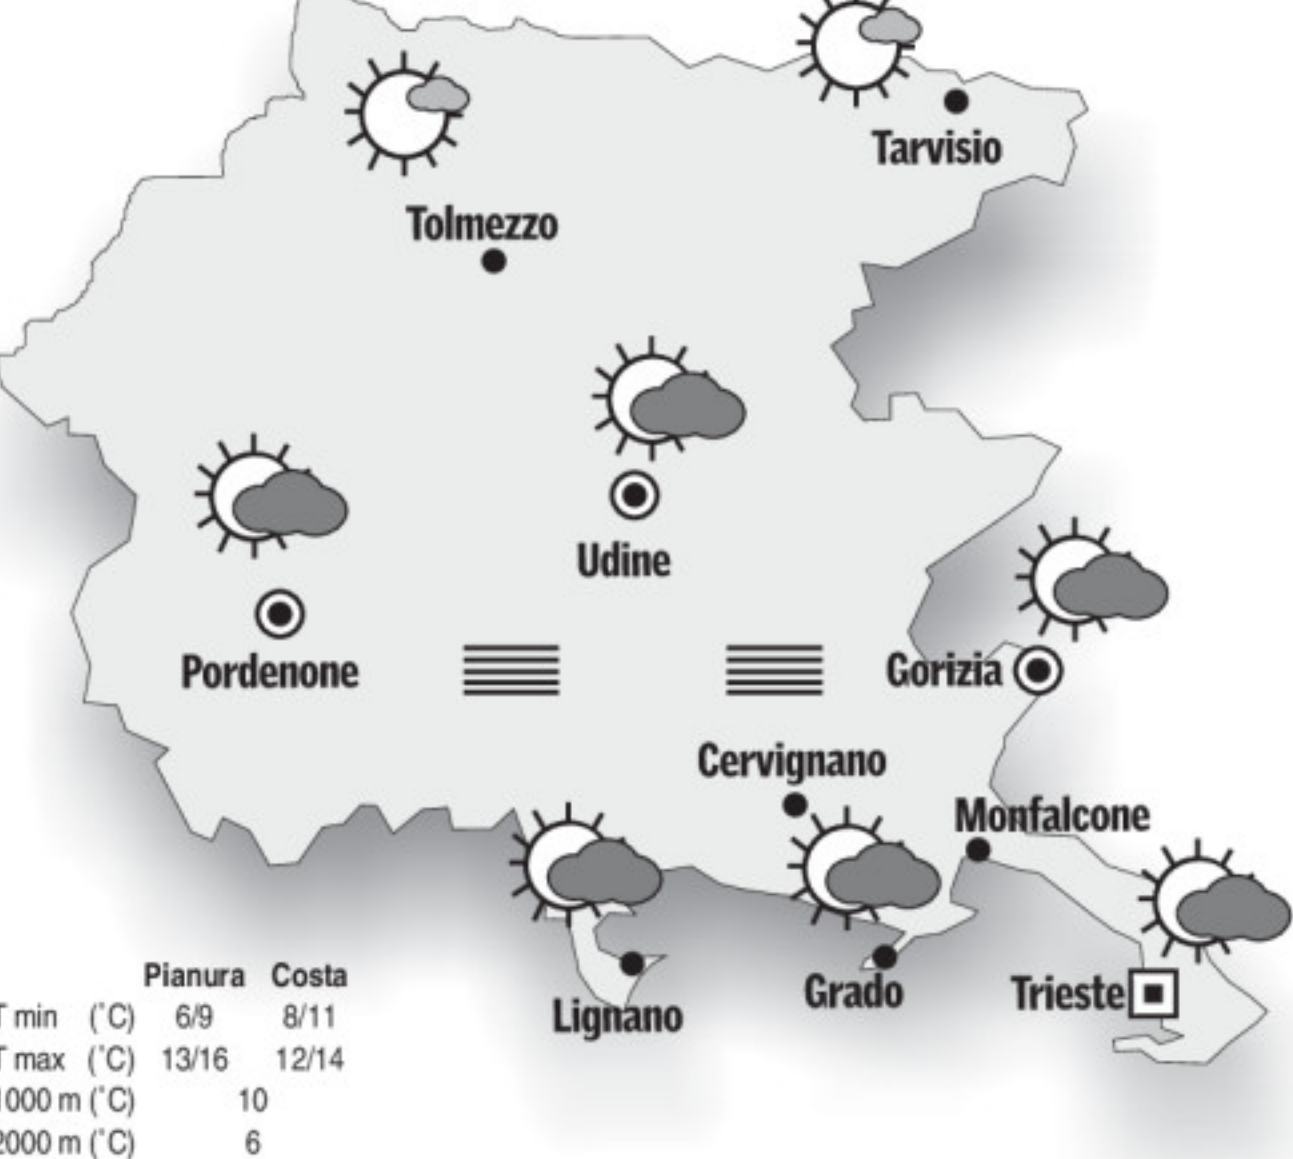 Tarvisio
Tolmezzo
Udine
Pordenone
Gorizia
Cervignano
Monfalcone
Grado
Trieste
Lignano
Pianura Costa
T min (°C) 6/9 8/11
T max (°C) 13/16 12/14
1000 m (°C) 10
2000 m (°C) 6